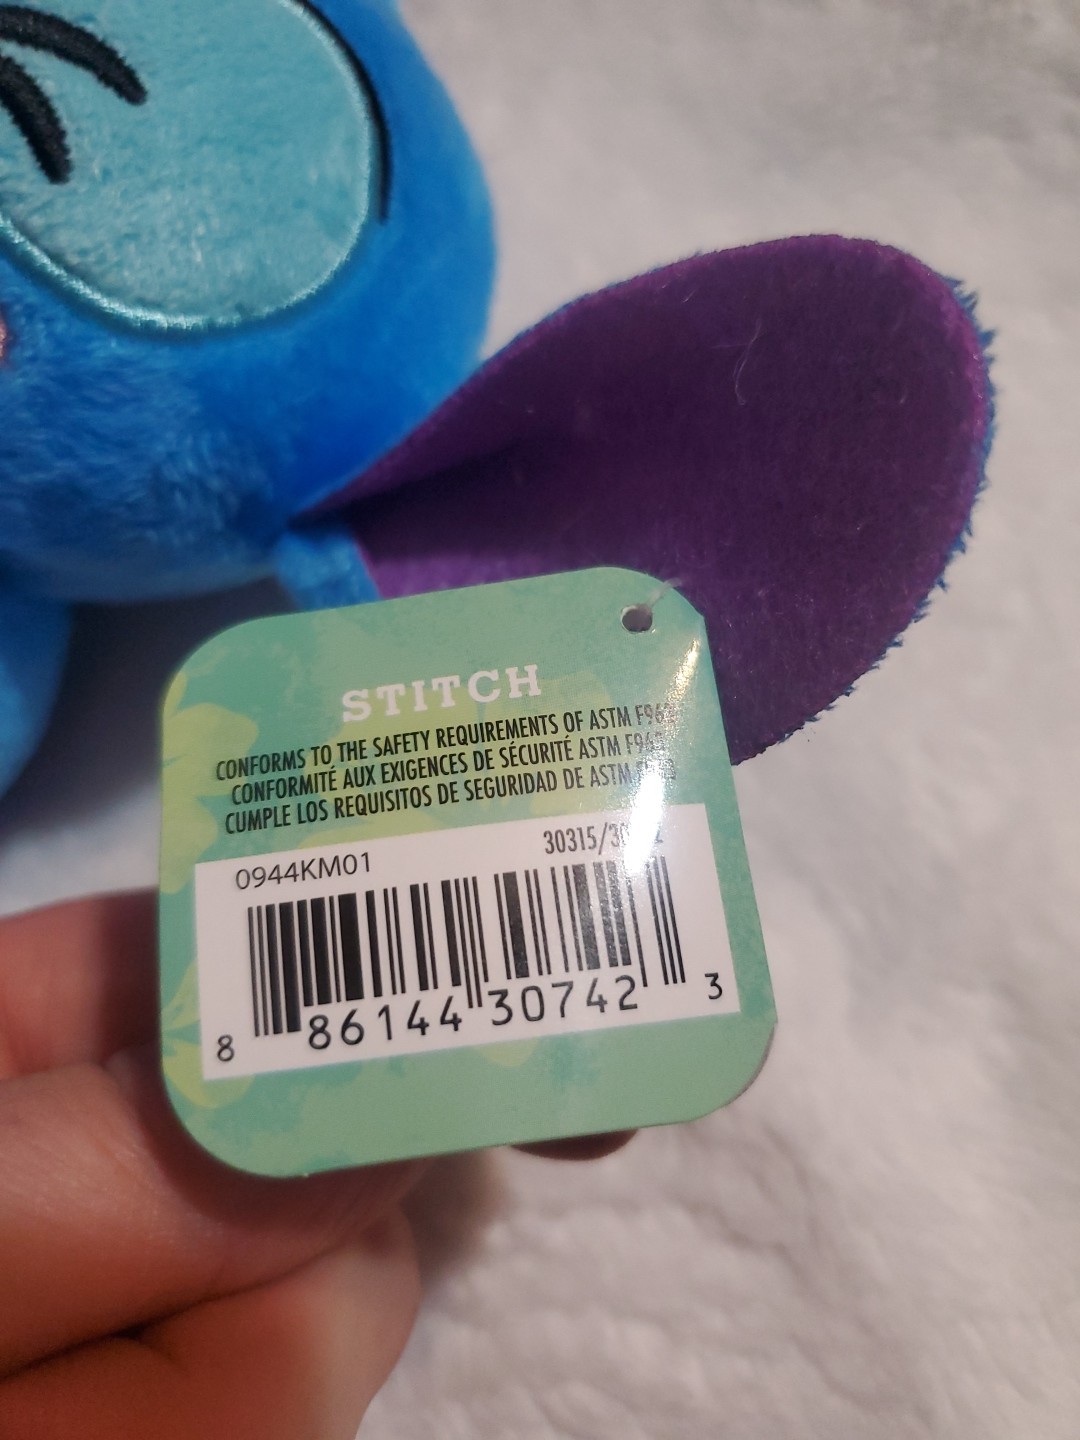 STITCH
CONFORMS TO THE SAFETY REQUIREMENTS OF ASTM
CONFORMITÉ AUX EXIGENCES DE SÉCURITÉ ASTM
CUMPLE LOS REQUISITOS DE SEGURIDAD DE ASTM
0944KM01
8 86144 30742 3